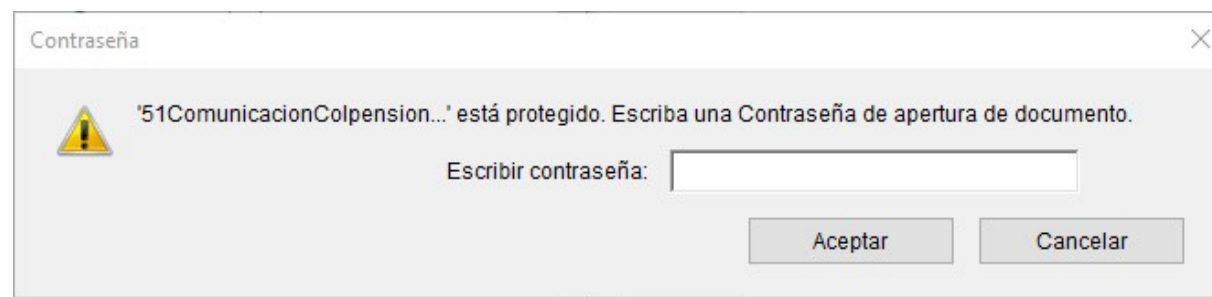 Contraseña
'51ComunicacionColpension...' está protegido. Escriba una Contraseña de apertura de documento.
Escribir contraseña:
Aceptar Cancelar